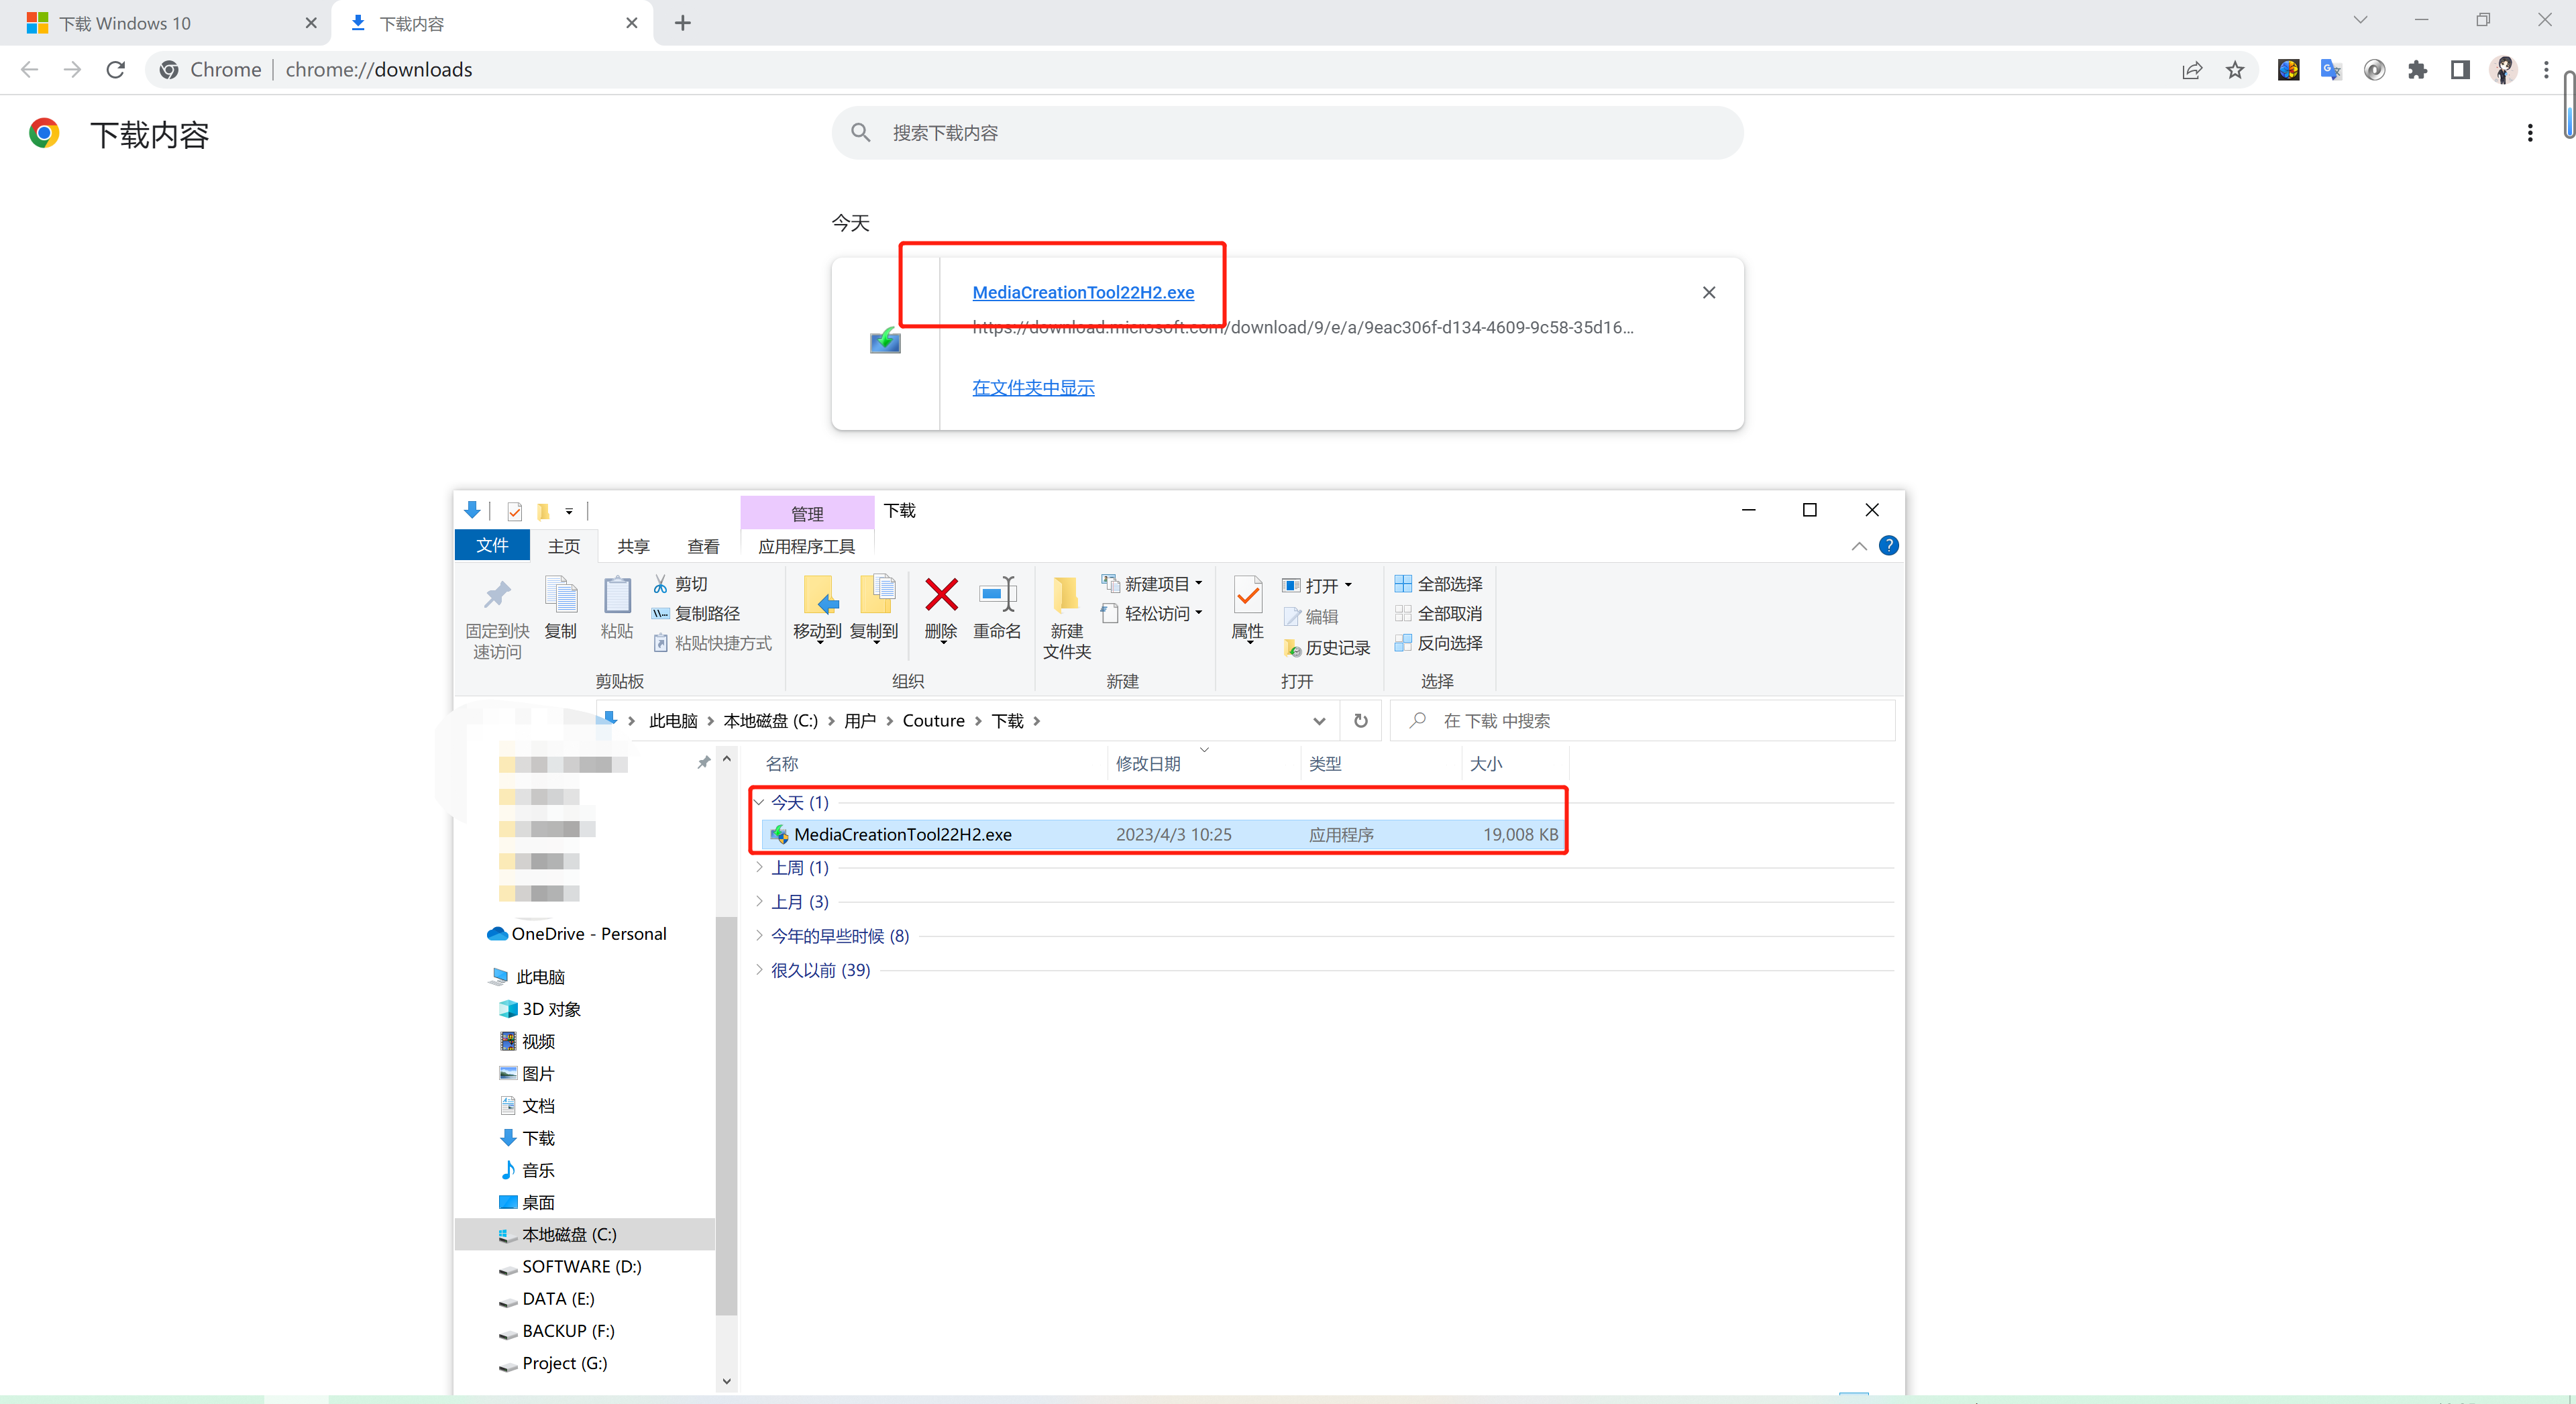 下载 Windows 10
下载内容
Chrome
chrome://downloads
下载内容
搜索下载内容
今天
MediaCreationTool22H2.exe
https://download.microsoft.com/download/9/e/a/9eac306f-d134-4609-9c58-35d16...
在文件夹中显示
管理
下载
文件
主页
共享
查看
应用程序工具
固定到快
速访问
复制
粘贴
剪切
复制路径
粘贴快捷方式
剪贴板
移动到
复制到
删除
重命名
组织
新建
文件夹
新建项目
轻松访问
新建
属性
打开
编辑
历史记录
打开
全部选择
全部取消
反向选择
选择
此电脑 本地磁盘 (C:) 用户 Couture 下载
在 下载 中搜索
名称 修改日期 类型 大小
今天 (1)
MediaCreationTool22H2.exe 2023/4/3 10:25 应用程序 19,008 KB
上周 (1)
上月 (3)
今年的早些时候 (8)
很久以前 (39)
OneDrive - Personal
此电脑
3D 对象
视频
图片
文档
下载
音乐
桌面
本地磁盘 (C:)
SOFTWARE (D:)
DATA (E:)
BACKUP (F:)
Project (G:)